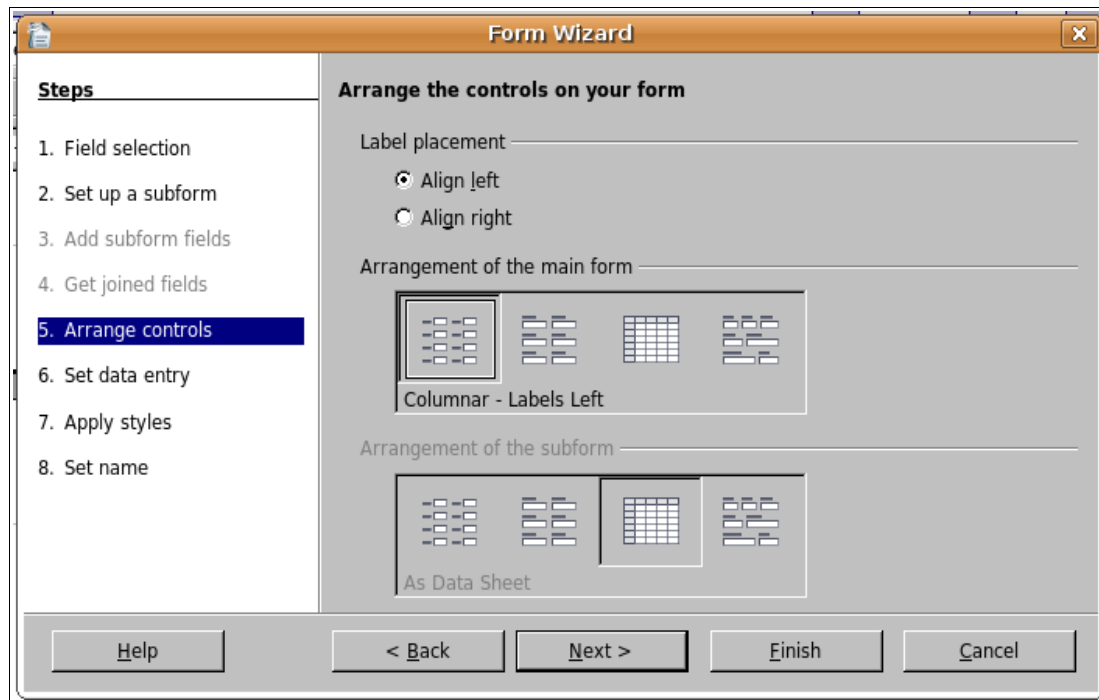 Form Wizard
Steps
1. Field selection
2. Set up a subform
3. Add subform fields
4. Get joined fields
5. Arrange controls
6. Set data entry
7. Apply styles
8. Set name
Arrange the controls on your form
Label placement
Align left
Align right
Arrangement of the main form
Columnar - Labels Left
Arrangement of the subform
As Data Sheet
Help
< Back
Next >
Finish
Cancel